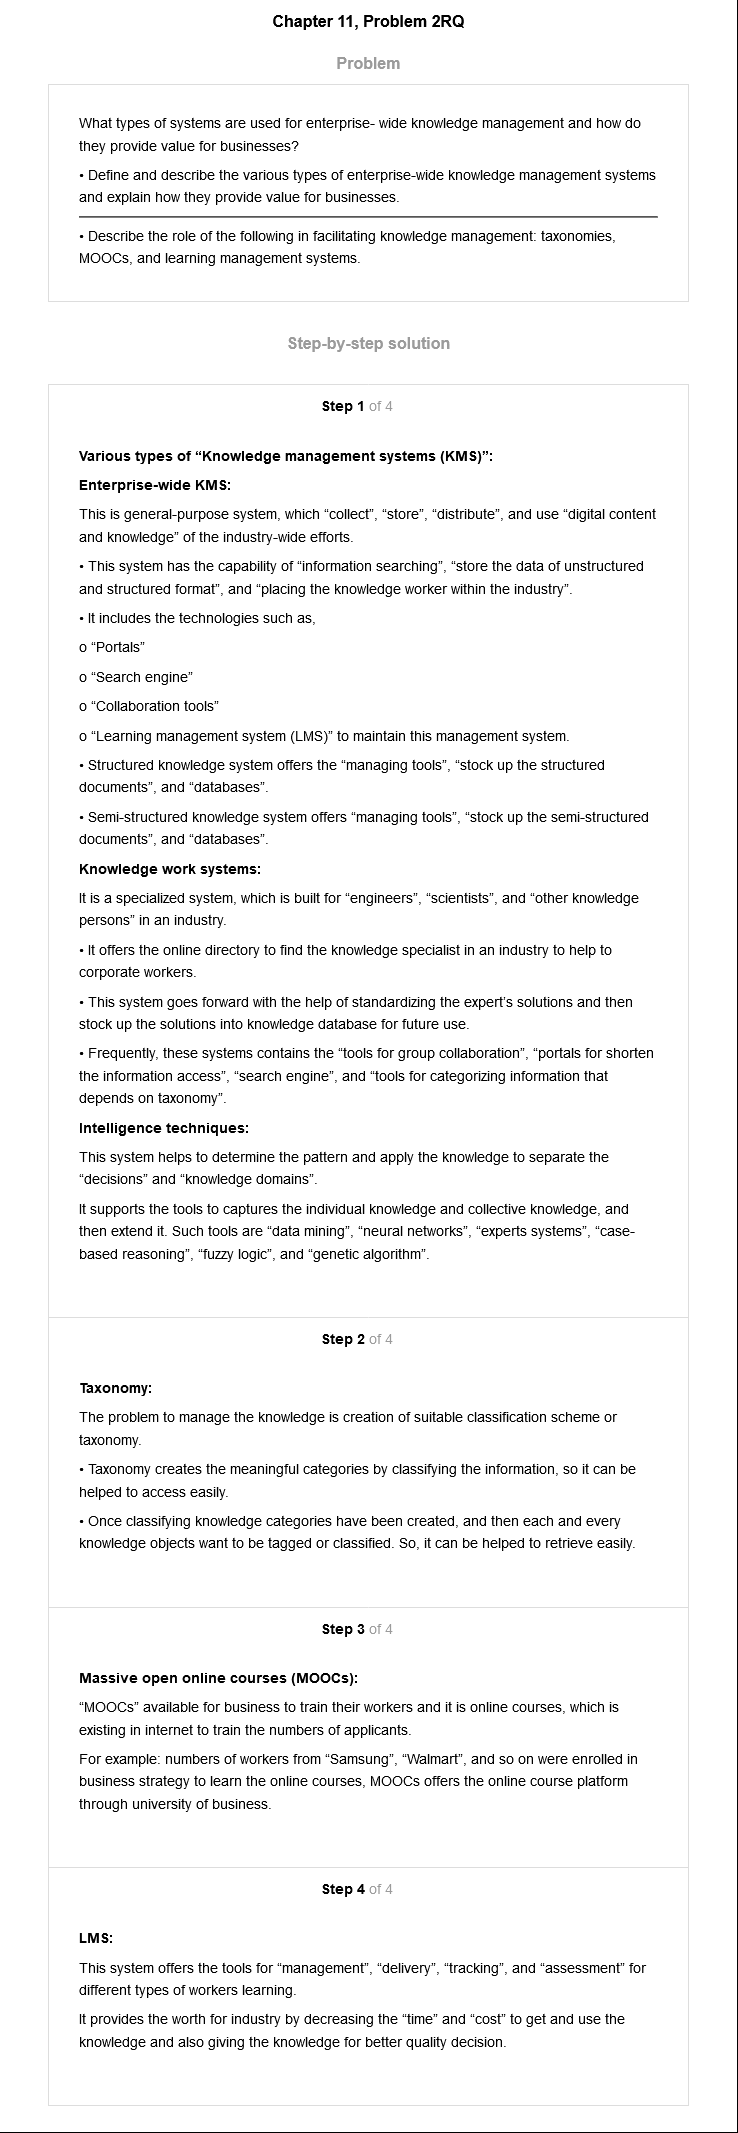 Chapter 11, Problem 2RQ
Problem
What types of systems are used for enterprise- wide knowledge management and how do
they provide value for businesses?
• Define and describe the various types of enterprise-wide knowledge management systems
and explain how they provide value for businesses.
• Describe the role of the following in facilitating knowledge management: taxonomies,
MOOCs, and learning management systems.
Step-by-step solution
Step 1 of 4
Various types of “Knowledge management systems (KMS)”:
Enterprise-wide KMS:
This is general-purpose system, which “collect”, “store”, “distribute”, and use “digital content
and knowledge” of the industry-wide efforts.
• This system has the capability of “information searching”, “store the data of unstructured
and structured format”, and “placing the knowledge worker within the industry”.
• It includes the technologies such as,
o “Portals”
o “Search engine”
o “Collaboration tools”
o “Learning management system (LMS)” to maintain this management system.
• Structured knowledge system offers the “managing tools”, “stock up the structured
documents”, and “databases”.
• Semi-structured knowledge system offers “managing tools”, “stock up the semi-structured
documents”, and “databases”.
Knowledge work systems:
It is a specialized system, which is built for “engineers”, “scientists”, and “other knowledge
persons” in an industry.
• It offers the online directory to find the knowledge specialist in an industry to help to
corporate workers.
• This system goes forward with the help of standardizing the expert’s solutions and then
stock up the solutions into knowledge database for future use.
• Frequently, these systems contains the “tools for group collaboration”, “portals for shorten
the information access”, “search engine”, and “tools for categorizing information that
depends on taxonomy”.
Intelligence techniques:
This system helps to determine the pattern and apply the knowledge to separate the
“decisions” and “knowledge domains”.
It supports the tools to captures the individual knowledge and collective knowledge, and
then extend it. Such tools are “data mining”, “neural networks”, “experts systems”, “case-
based reasoning”, “fuzzy logic”, and “genetic algorithm”.
Step 2 of 4
Taxonomy:
The problem to manage the knowledge is creation of suitable classification scheme or
taxonomy.
• Taxonomy creates the meaningful categories by classifying the information, so it can be
helped to access easily.
• Once classifying knowledge categories have been created, and then each and every
knowledge objects want to be tagged or classified. So, it can be helped to retrieve easily.
Step 3 of 4
Massive open online courses (MOOCs):
“MOOCs” available for business to train their workers and it is online courses, which is
existing in internet to train the numbers of applicants.
For example: numbers of workers from “Samsung”, “Walmart”, and so on were enrolled in
business strategy to learn the online courses, MOOCs offers the online course platform
through university of business.
Step 4 of 4
LMS:
This system offers the tools for “management”, “delivery”, “tracking”, and “assessment” for
different types of workers learning.
It provides the worth for industry by decreasing the “time” and “cost” to get and use the
knowledge and also giving the knowledge for better quality decision.